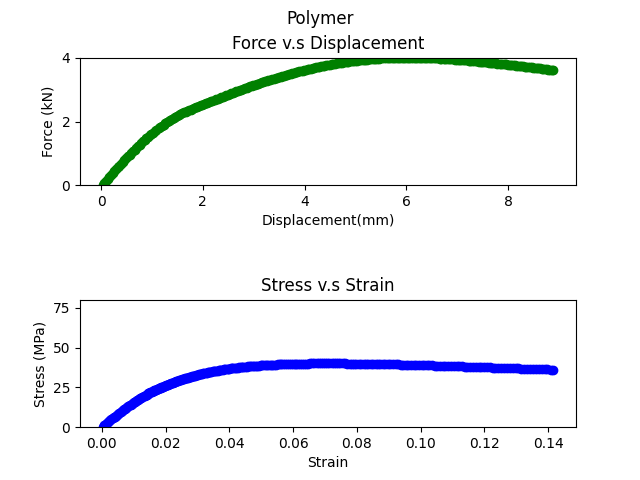 Polymer
Force v.s Displacement
4
2
0
Force (kN)
0 2 4 6 8
Displacement(mm)
Stress v.s Strain
75
50
25
0
Stress (MPa)
0.00 0.02 0.04 0.06 0.08 0.10 0.12 0.14
Strain